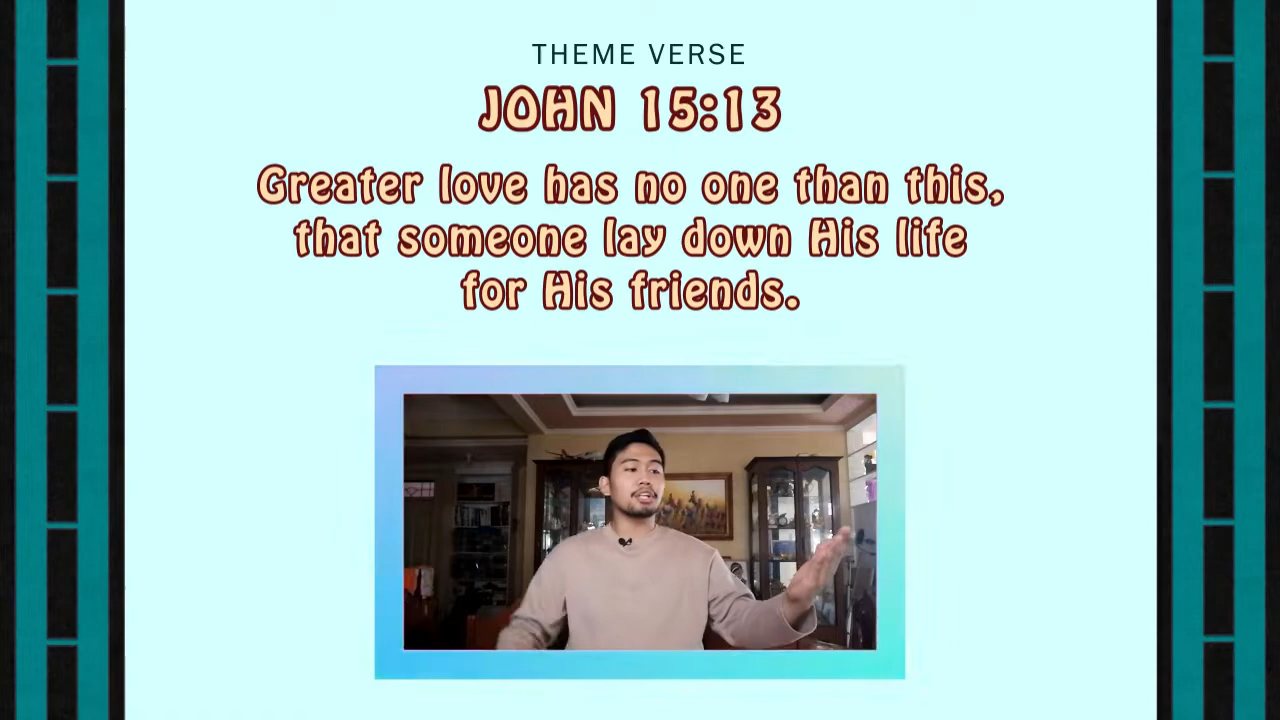 THEME VERSE
JOHN 15:13
Greater love has no one than this,
that someone lay down His life
for His friends.